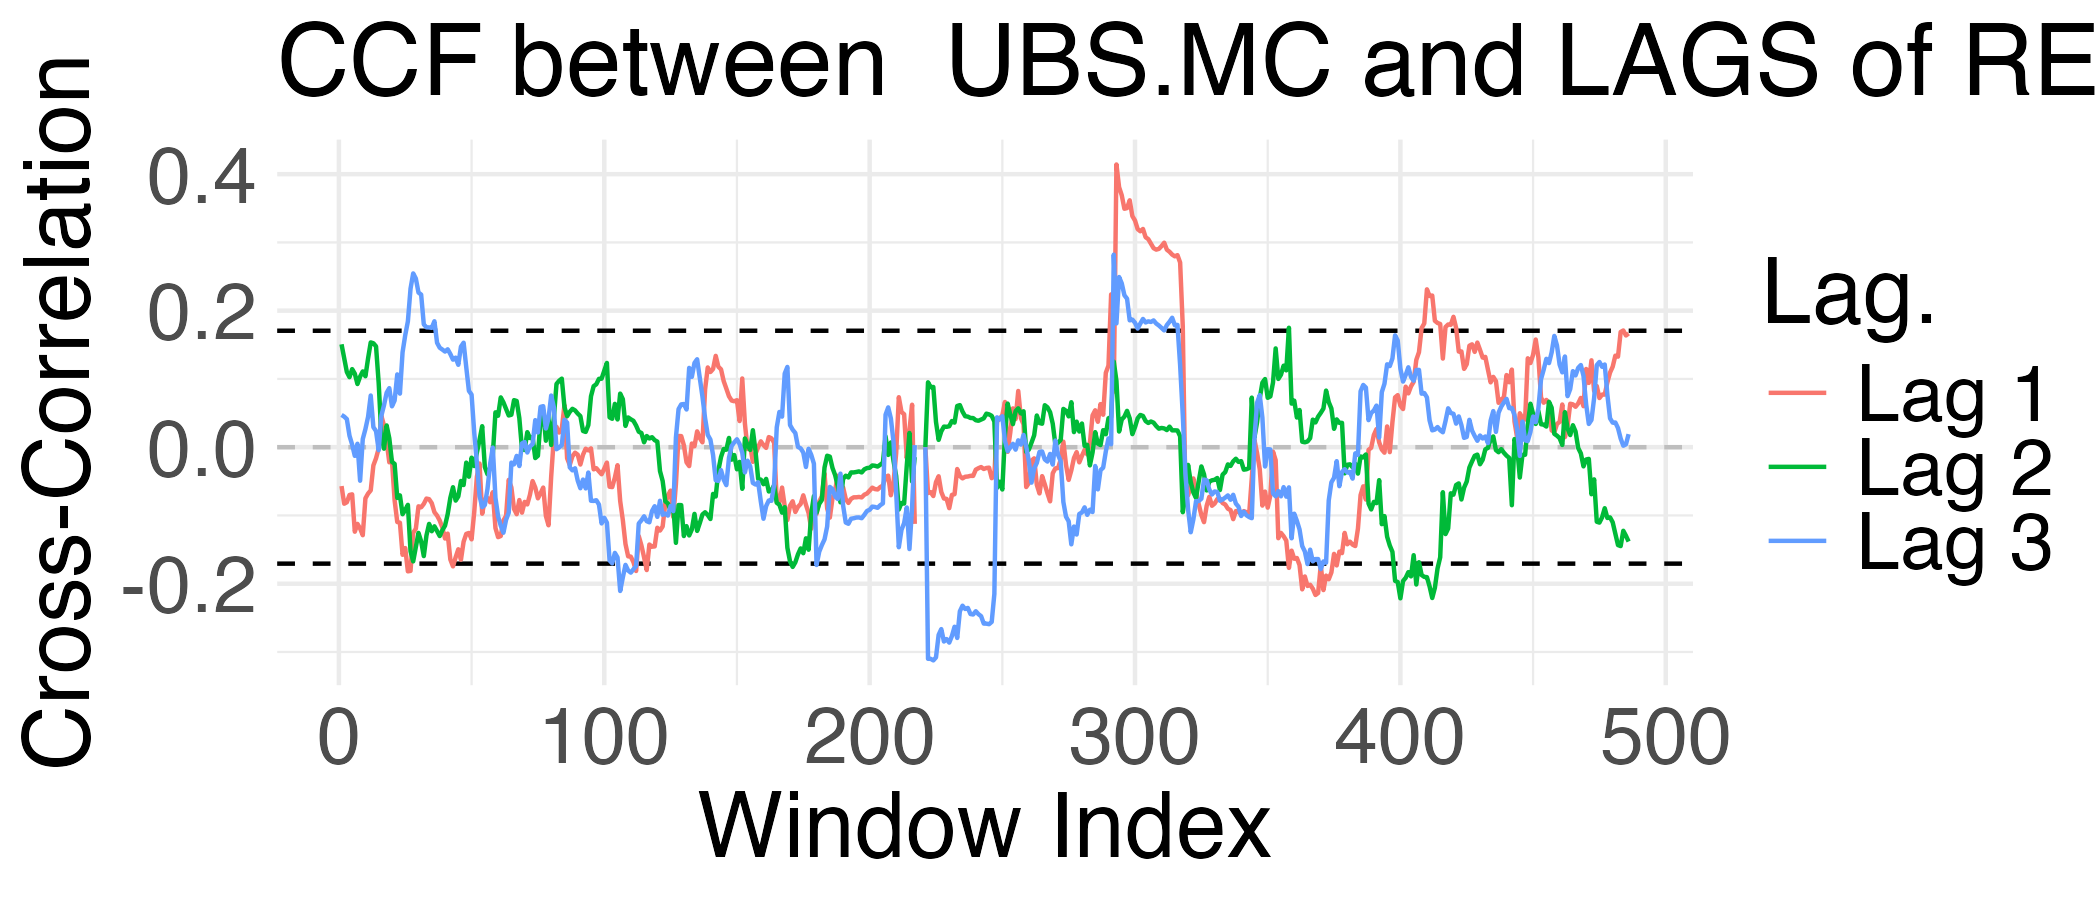 CCF between  UBS.MC and LAGS of RE
Cross-Correlation
0.4
0.2
0.0
-0.2
0
100
200
300
400
500
Window Index
Lag.
Lag 1
Lag 2
Lag 3